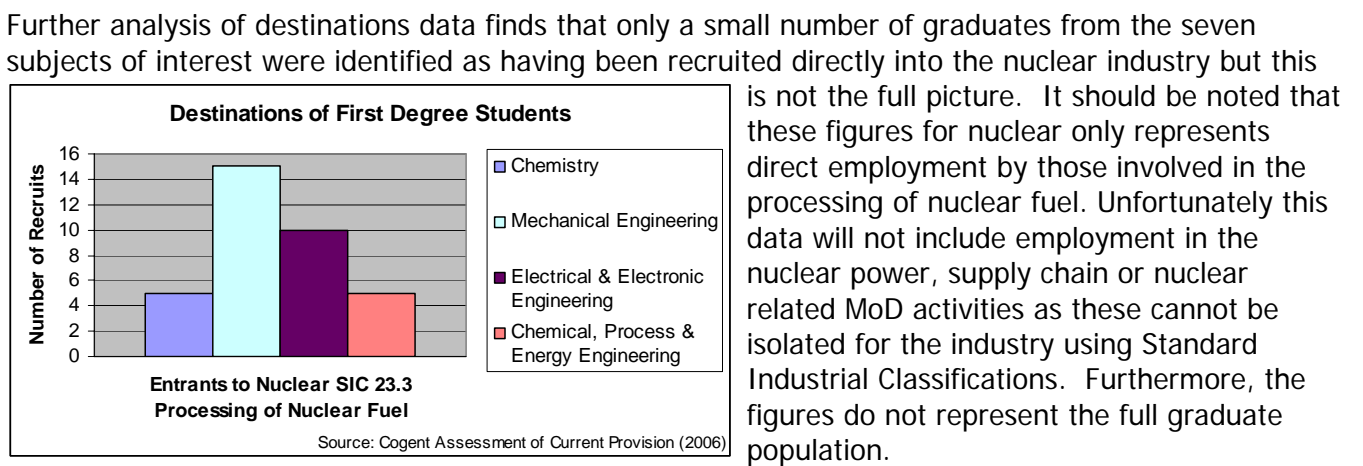 Further analysis of destinations data finds that only a small number of graduates from the seven
subjects of interest were identified as having been recruited directly into the nuclear industry but this
is not the full picture.  It should be noted that
these figures for nuclear only represents
direct employment by those involved in the
processing of nuclear fuel. Unfortunately this
data will not include employment in the
nuclear power, supply chain or nuclear
related MoD activities as these cannot be
isolated for the industry using Standard
Industrial Classifications.  Furthermore, the
figures do not represent the full graduate
population.
Destinations of First Degree Students
Number of Recruits
16
14
12
10
8
6
4
2
0
Entrants to Nuclear SIC 23.3
Processing of Nuclear Fuel
Chemistry
Mechanical Engineering
Electrical & Electronic
Engineering
Chemical, Process &
Energy Engineering
Source: Cogent Assessment of Current Provision (2006)